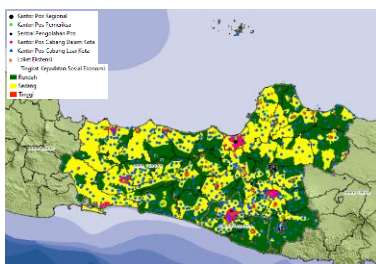 Kantor Pos Regional
Kantor Pos Pemeriksa
Sentral Pengolahan Pos
Kantor Pos Cabang Dalam Kota
Kantor Pos Cabang Luar Kota
Loket Ekstensi
Tingkat Kepadatan Sosial Ekonomi
Rendah
Sedang
Tinggi